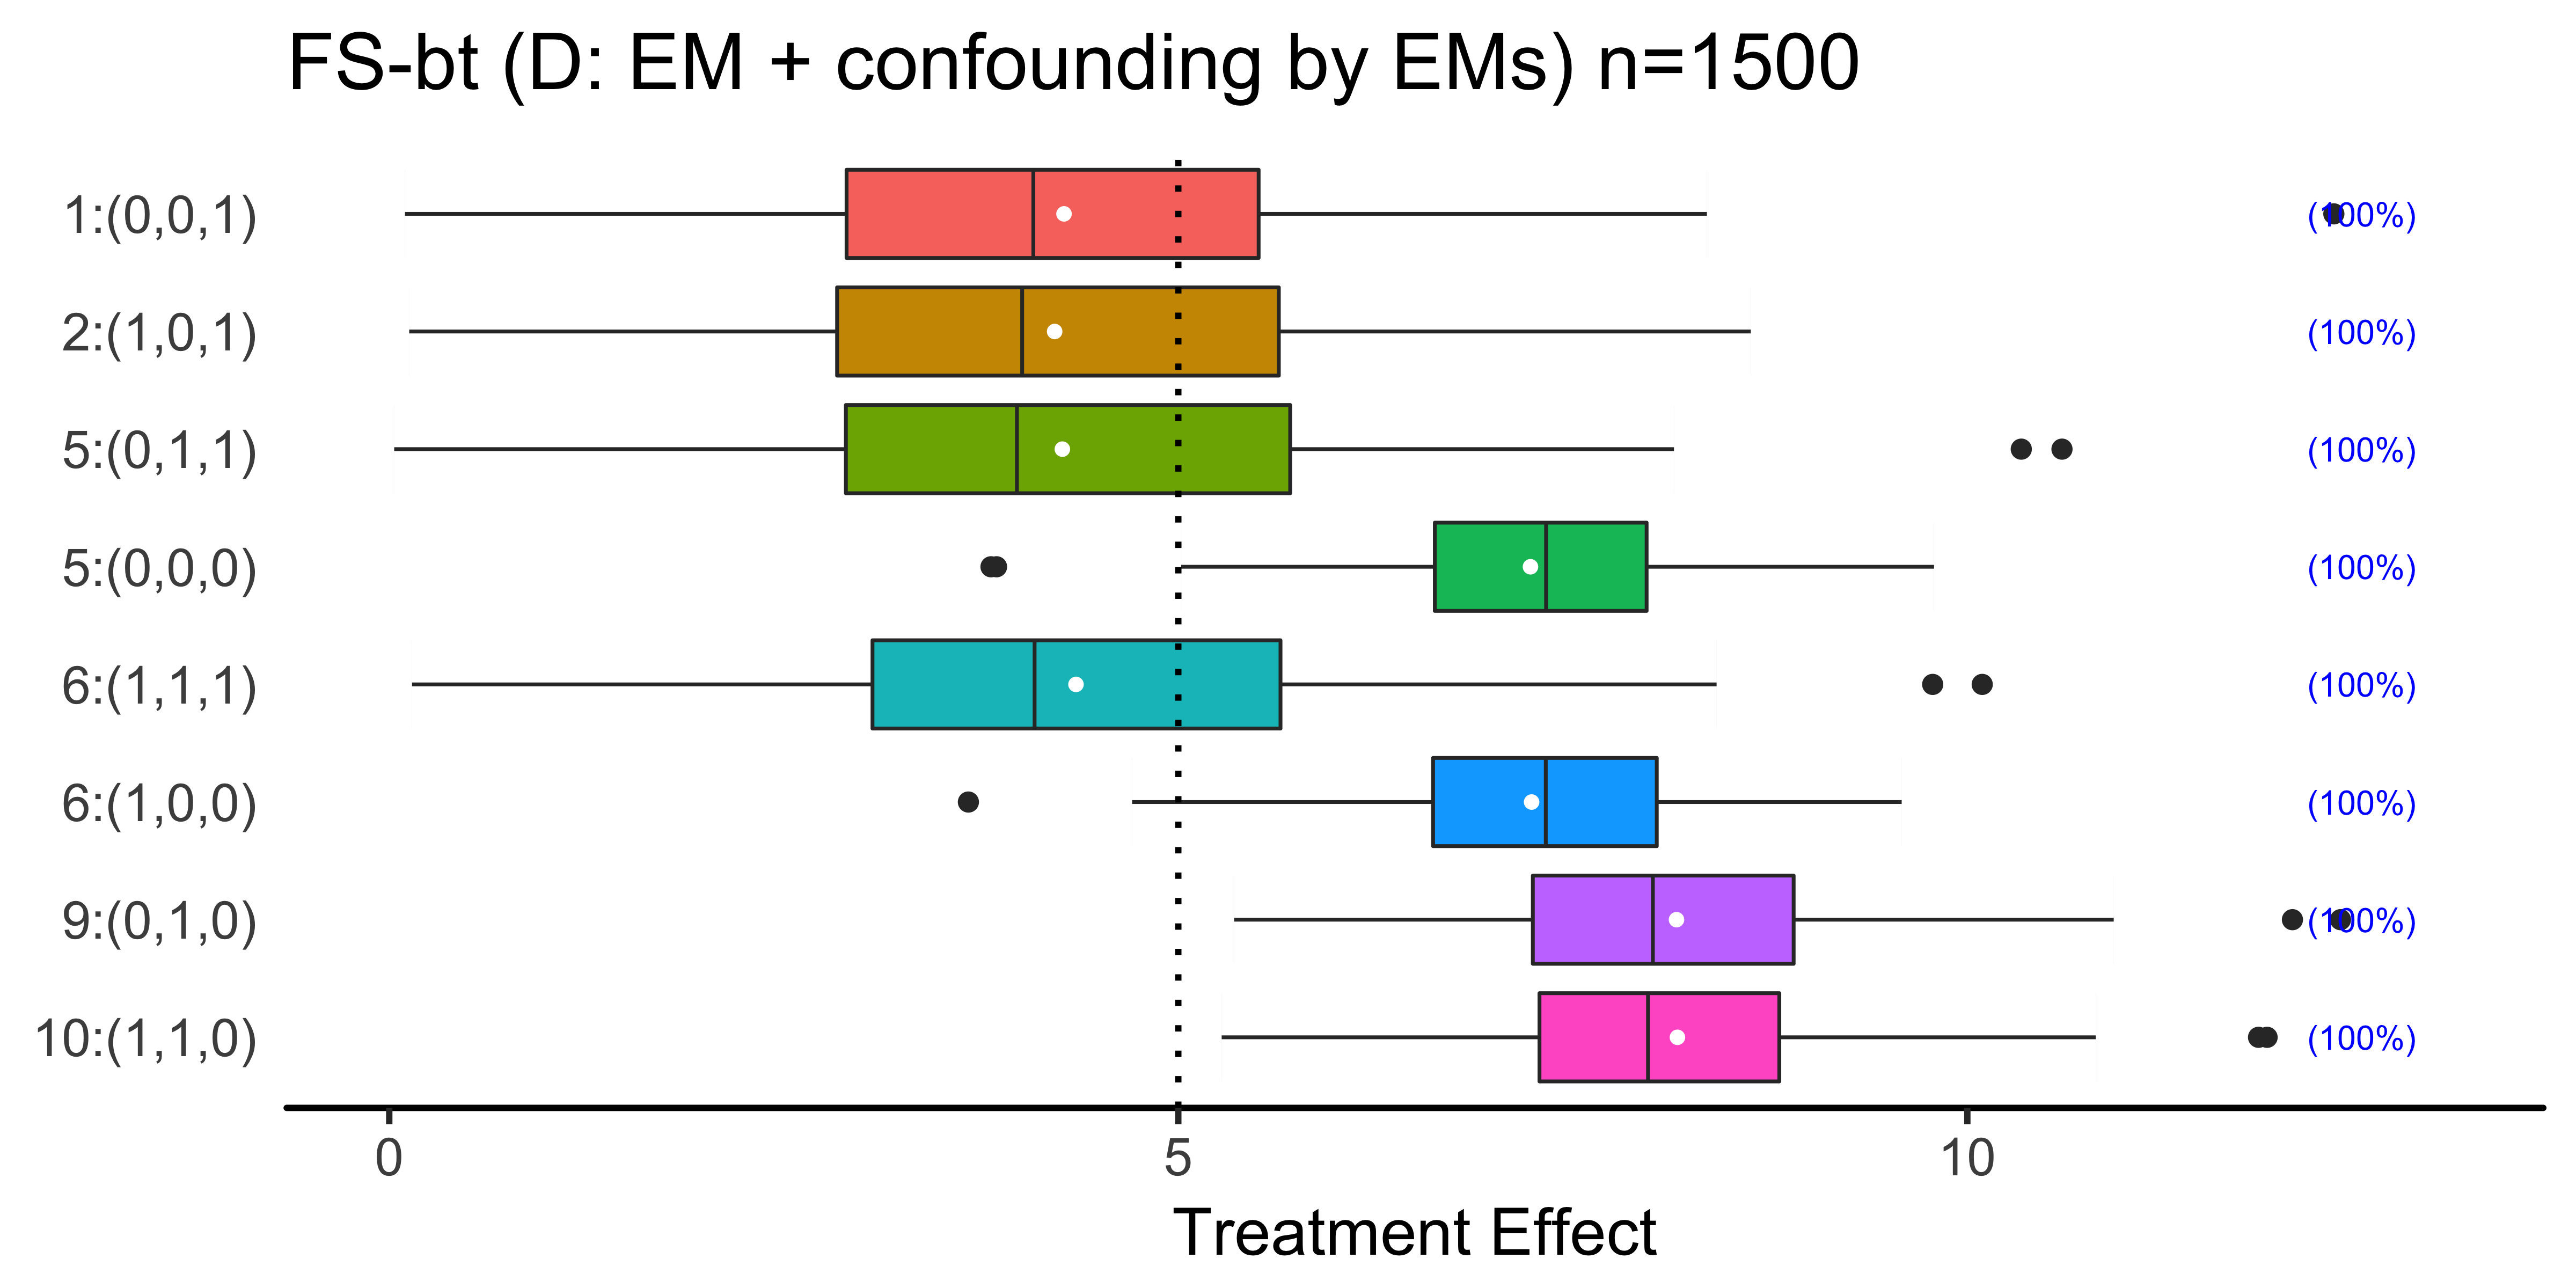 FS-bt (D: EM + confounding by EMs) n=1500
1:(0,0,1) (100%)
2:(1,0,1) (100%)
5:(0,1,1) (100%)
5:(0,0,0) (100%)
6:(1,1,1) (100%)
6:(1,0,0) (100%)
9:(0,1,0) (100%)
10:(1,1,0) (100%)
0 5 10
Treatment Effect